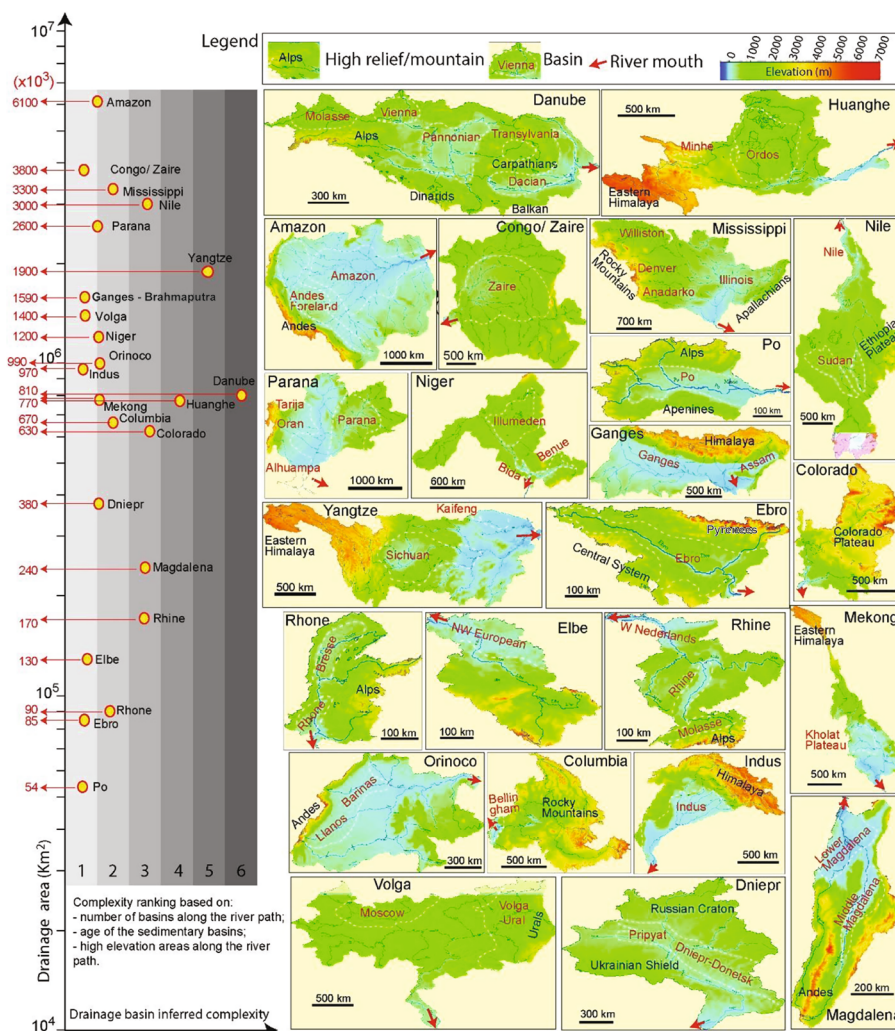 10⁷
(x10³)
6100
Amazon
3800
Congo/ Zaire
3300
Mississippi
3000
Nile
2600
Parana
Yangtze
1900
1590
Ganges - Brahmaputra
1400
Volga
1200
Niger
990
10⁶
Orinoco
970
Indus
Danube
810
770
Mekong
Huanghe
670
Columbia
630
Colorado
380
Dniepr
240
Magdalena
170
Rhine
130
Elbe
10⁵
90
Rhone
85
Ebro
54
Po
1 2 3 4 5 6
Drainage area (Km²)
Complexity ranking based on:
- number of basins along the river path;
- age of the sedimentary basins;
- high elevation areas along the river
path.
10⁴
Drainage basin inferred complexity
Legend
Alps
High relief/mountain
Vienna
Basin
River mouth
0 1000 2000 3000 4000 5000 6000 7000
Elevation (m)
Danube
Molasse
Vienna
Alps
Pannonian
Transylvania
Carpathians
Dacian
Dinarids
Balkan
300 km
Huanghe
500 km
Minhe
Ordos
Eastern
Himalaya
Amazon
Amazon
Andes
Foreland
Andes
1000 km
Congo/ Zaire
Zaire
500 km
Mississippi
Williston
Rocky
Mountains
Denver
Anadarko
Illinois
Apallachians
700 km
Nile
Nile
Sudan
Ethiopia
Plateau
500 km
Po
Alps
Po
Apenines
100 km
Parana
Tarija
Oran
Parana
Alhuampa
1000 km
Niger
Illumeden
Benue
Bida
600 km
Ganges
Himalaya
Ganges
Assam
500 km
Colorado
Colorado
Plateau
500 km
Yangtze
Kaifeng
Eastern
Himalaya
Sichuan
500 km
Ebro
Pyrenees
Ebro
Central System
100 km
Rhone
Bresse
Alps
Rhone
100 km
Elbe
NW European
100 km
Rhine
W Nederlands
Rhine
Molasse
Alps
100 km
Mekong
Eastern
Himalaya
Kholat
Plateau
500 km
Orinoco
Andes
Barinas
Llanos
300 km
Columbia
Bellin
gham
Rocky
Mountains
500 km
Indus
Himalaya
Indus
500 km
Volga
Moscow
Volga
Ural
Urals
500 km
Dniepr
Russian Craton
Pripyat
Dniepr-Donetsk
Ukrainian Shield
300 km
Lower
Magdalena
Middle
Magdalena
Andes
200 km
Magdalena